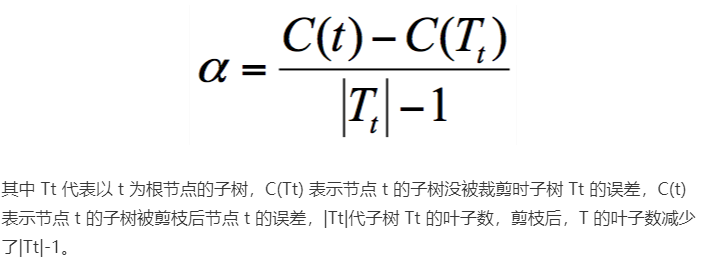 α = C(t) − C(T_t) / |T_t| − 1
其中 Tt 代表以 t 为根节点的子树，C(Tt) 表示节点 t 的子树没被裁剪时子树 Tt 的误差，C(t)
表示节点 t 的子树被剪枝后节点 t 的误差，|Tt|代子树 Tt 的叶子数，剪枝后，T 的叶子数减少
了|Tt|-1。